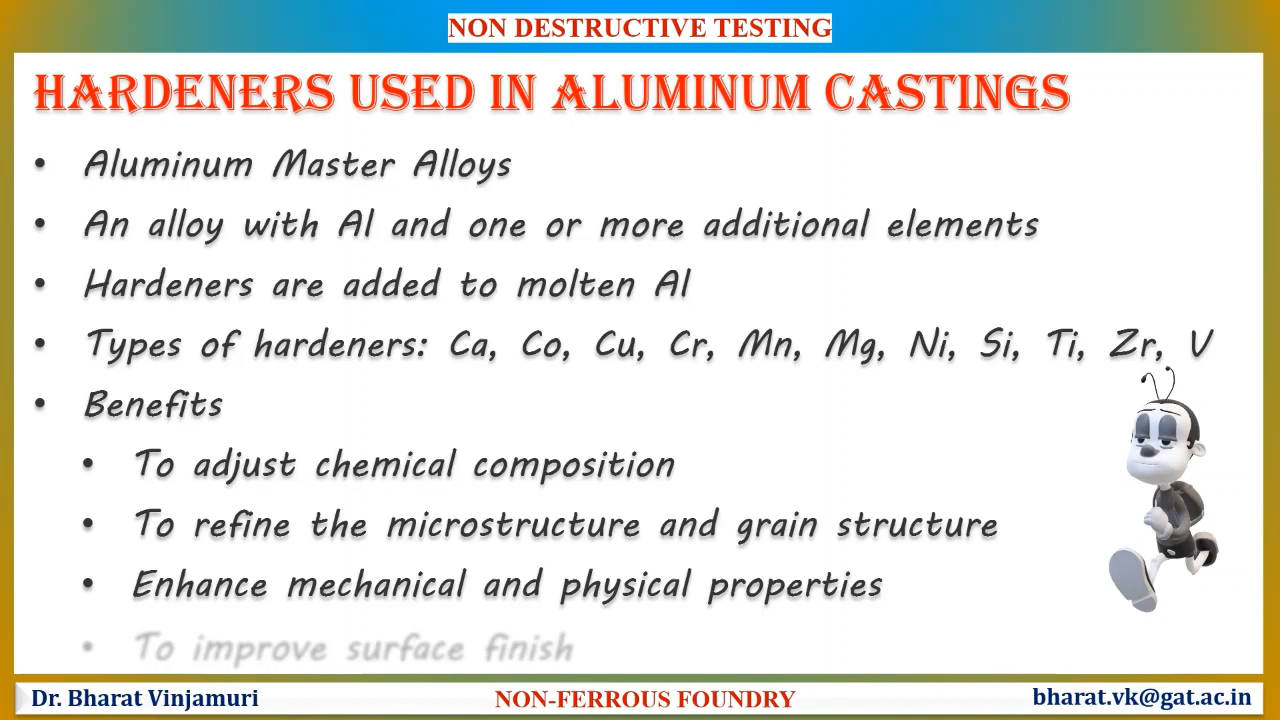 NON DESTRUCTIVE TESTING
HARDENERS USED IN ALUMINUM CASTINGS
• Aluminum Master Alloys
• An alloy with Al and one or more additional elements
• Hardeners are added to molten Al
• Types of hardeners: Ca, Co, Cu, Cr, Mn, Mg, Ni, Si, Ti, Zr, V
• Benefits
• To adjust chemical composition
• To refine the microstructure and grain structure
• Enhance mechanical and physical properties
• To improve surface finish
Dr. Bharat Vinjamuri
NON-FERROUS FOUNDRY
bharat.vk@gat.ac.in